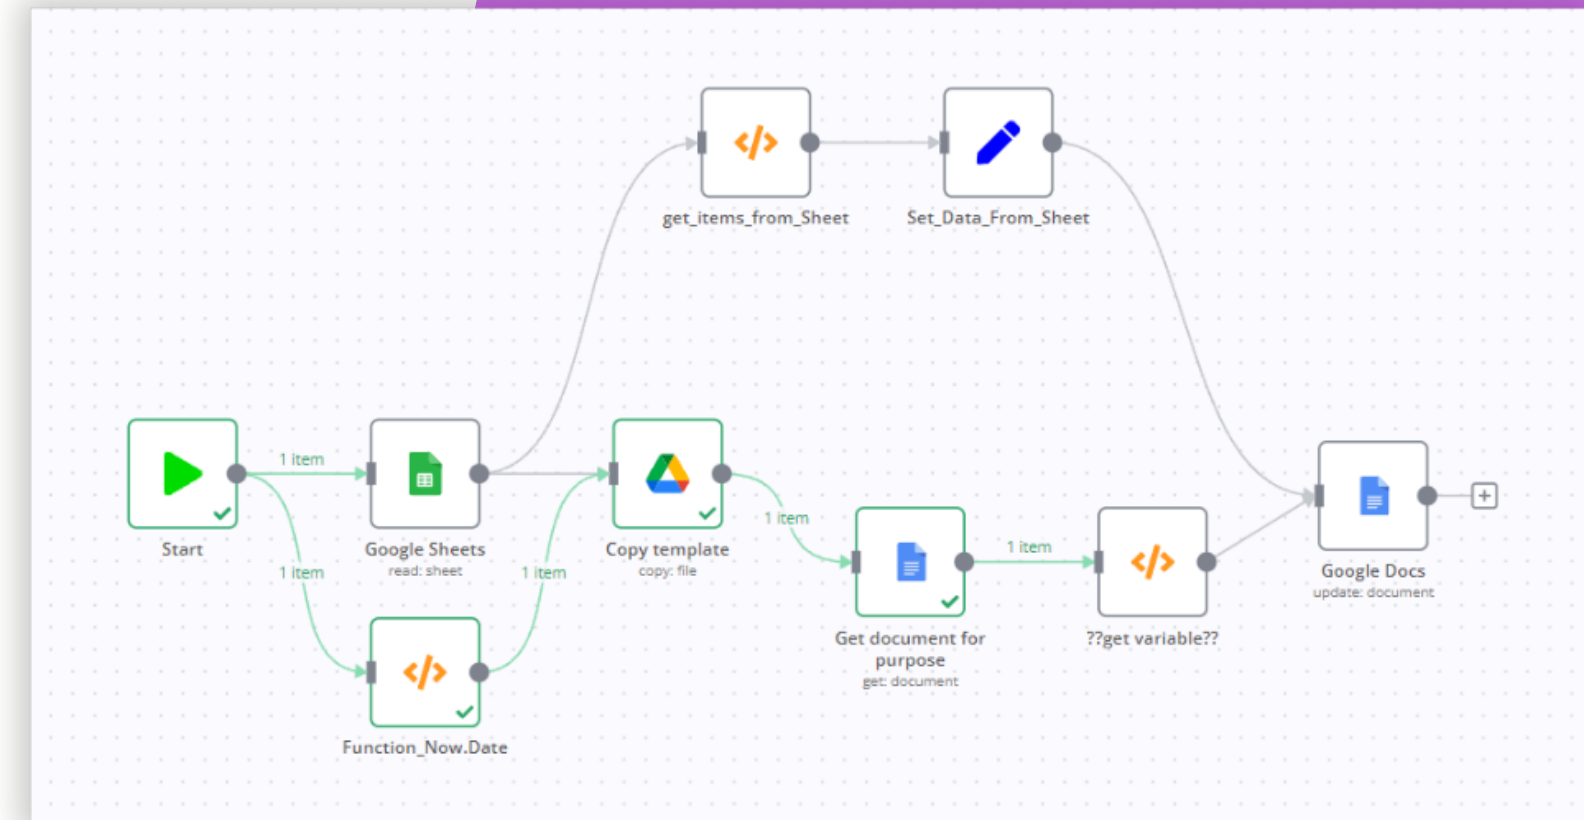 get_items_from_Sheet
Set_Data_From_Sheet
1 item
Start
Google Sheets
read: sheet
1 item
1 item
Copy template
copy: file
1 item
1 item
Get document for
purpose
get: document
??get variable??
Google Docs
update: document
Function_Now.Date